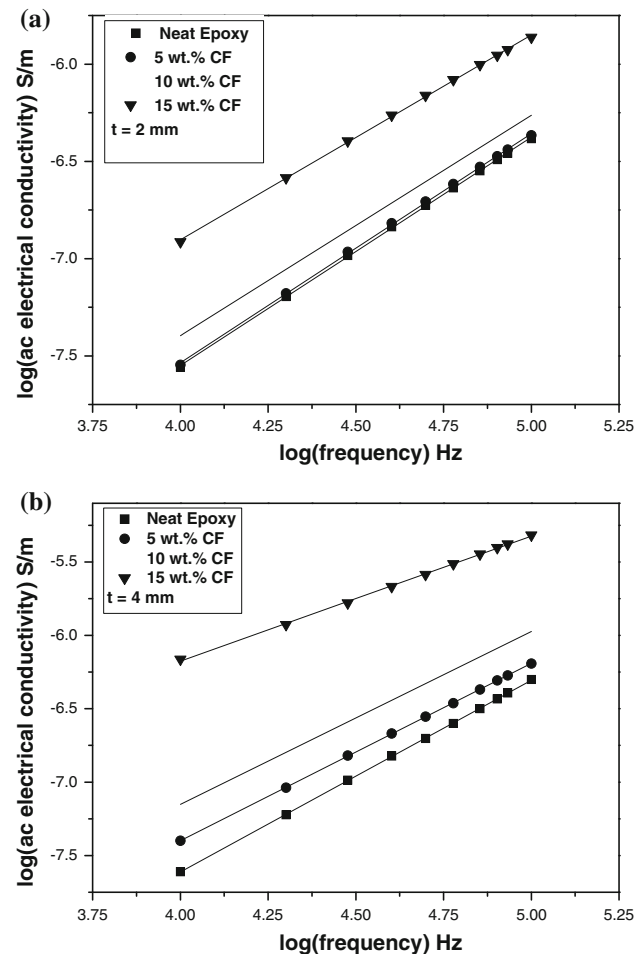 (a)
Neat Epoxy
5 wt.% CF
10 wt.% CF
15 wt.% CF
t = 2 mm
log(ac electrical conductivity) S/m
-6.0
-6.5
-7.0
-7.5
3.75 4.00 4.25 4.50 4.75 5.00 5.25
log(frequency) Hz
(b)
Neat Epoxy
5 wt.% CF
10 wt.% CF
15 wt.% CF
t = 4 mm
log(ac electrical conductivity) S/m
-5.5
-6.0
-6.5
-7.0
-7.5
3.75 4.00 4.25 4.50 4.75 5.00 5.25
log(frequency) Hz